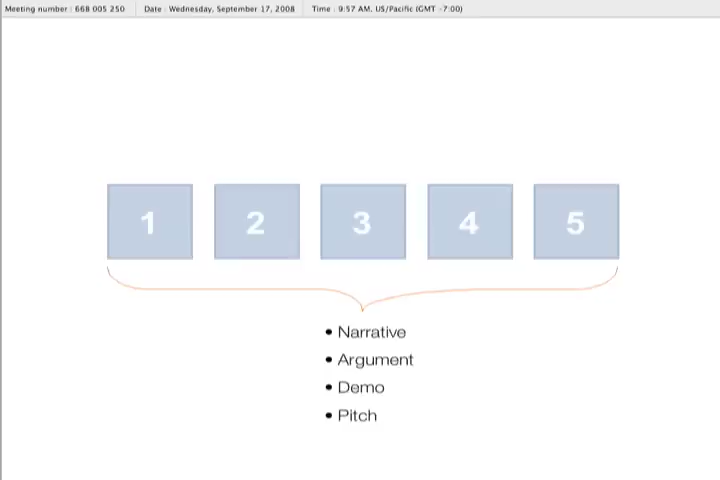 Meeting number : 668 005 250 Date : Wednesday, September 17, 2008 Time : 9:57 AM, US/Pacific (GMT -7:00)
1 2 3 4 5
• Narrative
• Argument
• Demo
• Pitch